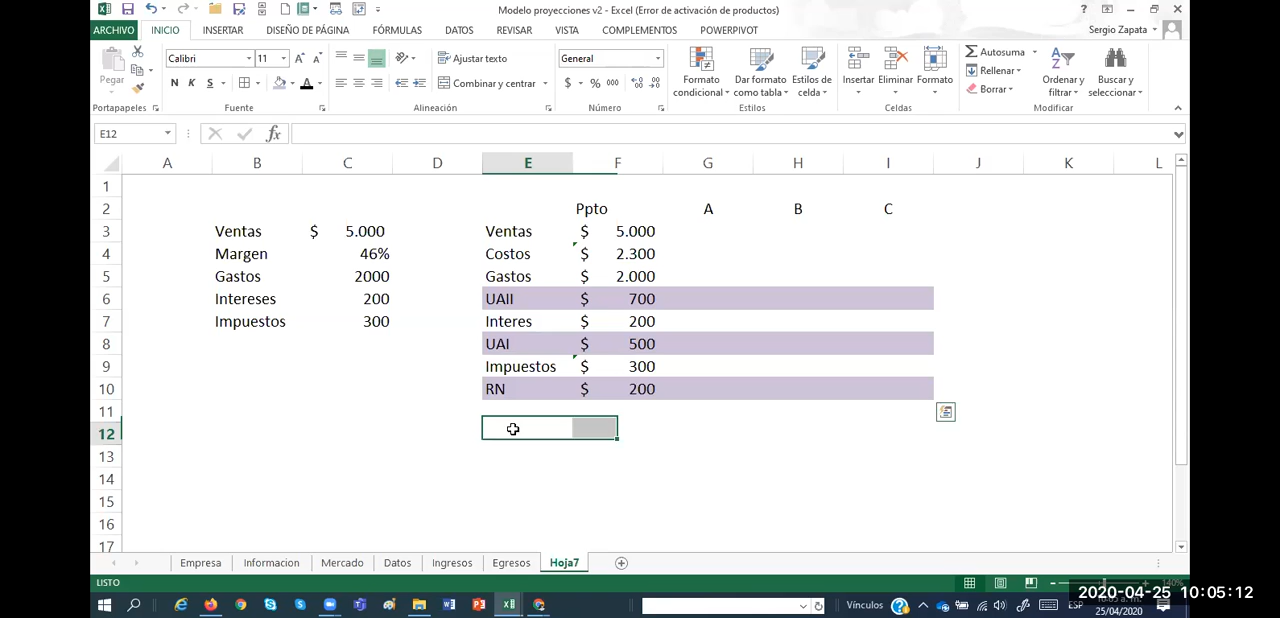 Modelo proyecciones v2 - Excel (Error de activación de productos)
ARCHIVO INICIO INSERTAR DISEÑO DE PÁGINA FÓRMULAS DATOS REVISAR VISTA COMPLEMENTOS POWERPIVOT Sergio Zapata
Pegar
Calibri 11
N K S
Ajustar texto
Combinar y centrar
General
$ % 000
Formato condicional
Dar formato como tabla
Estilos de celda
Insertar Eliminar Formato
Autosuma
Rellenar
Borrar
Ordenar y filtrar
Buscar y seleccionar
Portapapeles Fuente Alineación Número Estilos Celdas Modificar
E12 fx
A B C D E F G H I J K L
1
2 Ppto A B C
3 Ventas $ 5.000 Ventas $ 5.000
4 Margen 46% Costos $ 2.300
5 Gastos 2000 Gastos $ 2.000
6 Intereses 200 UAII $ 700
7 Impuestos 300 Interes $ 200
8 UAI $ 500
9 Impuestos $ 300
10 RN $ 200
11
12
13
14
15
16
17
Empresa Informacion Mercado Datos Ingresos Egresos Hoja7
LISTO
Vínculos ESP
2020-04-25 10:05:12
25/04/2020